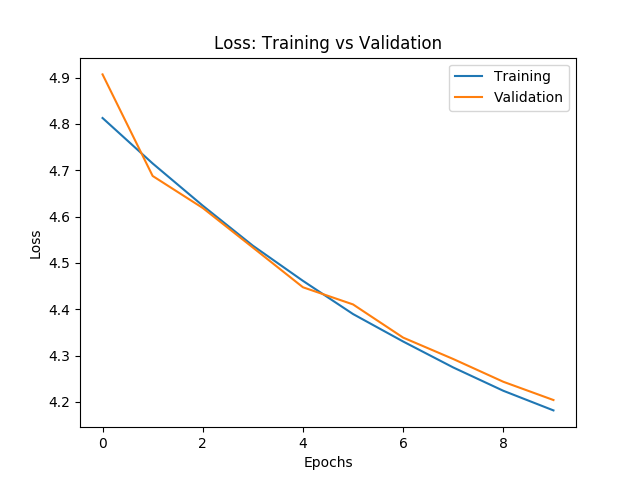 Loss: Training vs Validation
Training
Validation
4.9
4.8
4.7
4.6
4.5
4.4
4.3
4.2
Loss
0 2 4 6 8
Epochs